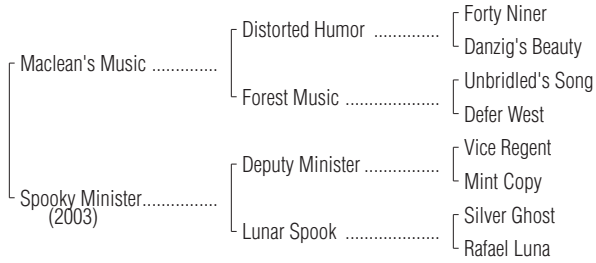 Forty Niner
Distorted Humor ..............
Danzig's Beauty
Maclean's Music ..............
Unbridled's Song
Forest Music ....................
Defer West
Vice Regent
Deputy Minister ................
Mint Copy
Spooky Minister................
(2003)
Silver Ghost
Lunar Spook ....................
Rafael Luna